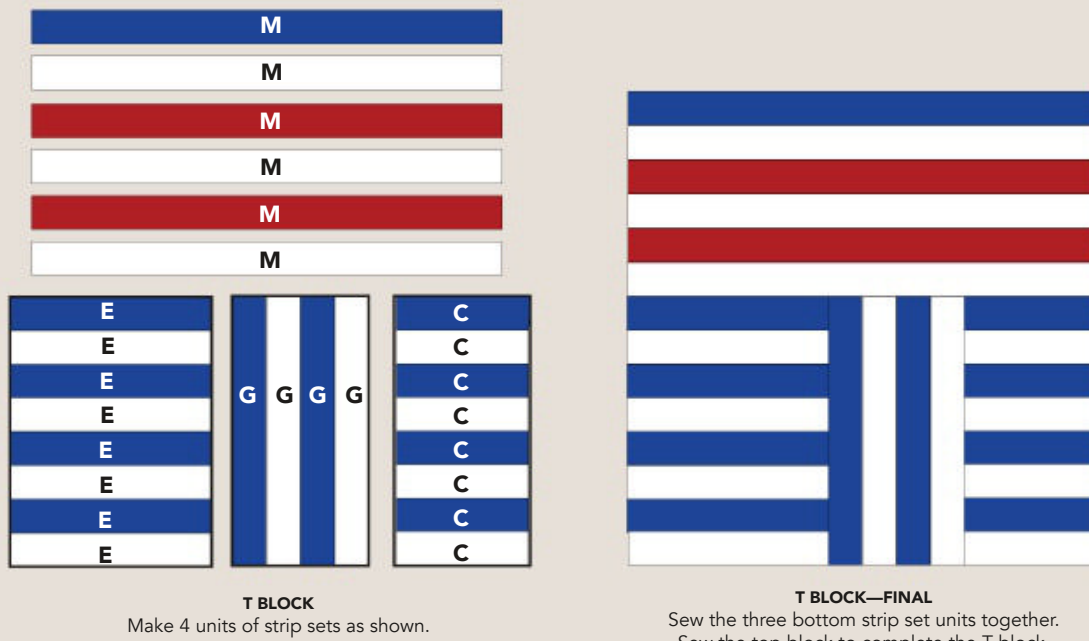 M
M
M
M
M
M
E
E
E
E
E
E
E
E
G G G G
C
C
C
C
C
C
C
C
T BLOCK
Make 4 units of strip sets as shown.
T BLOCK—FINAL
Sew the three bottom strip set units together.
Sew the top block to complete the T block.